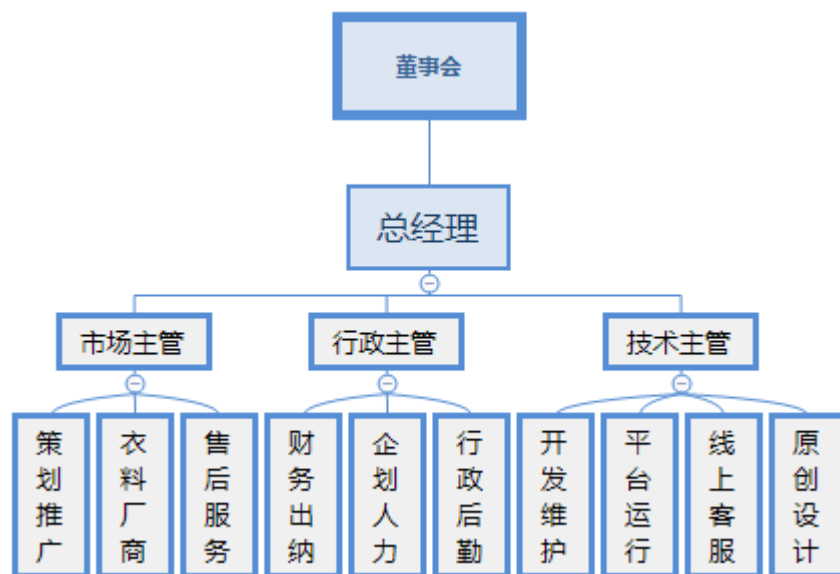 董事会
总经理
市场主管
行政主管
技术主管
策划推广
衣料厂商
售后服务
财务出纳
企划人力
行政后勤
开发维护
平台运行
线上客服
原创设计